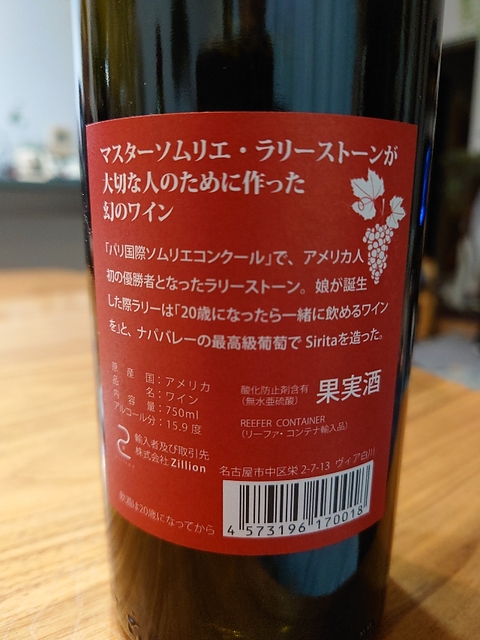 マスターソムリエ・ラリーストーンが
大切な人のために作った
幻のワイン
「パリ国際ソムリエコンクール」で、アメリカ人
初の優勝者となったラリーストーン。娘が誕生
した際ラリーは「20歳になったら一緒に飲めるワイン
を」と、ナパバレーの最高級葡萄で Siritaを造った。
原産国：アメリカ
品名：ワイン
内容量：750ml
アルコール分：15.9度
酸化防止剤含有
（無水亜硫酸）
果実酒
REEFER CONTAINER
（リーファ・コンテナ輸入品）
輸入者及び取引先
株式会社 Zillion
名古屋市中区栄 2-7-13 ヴィア白川
飲酒は20歳になってから
4 573196 170018